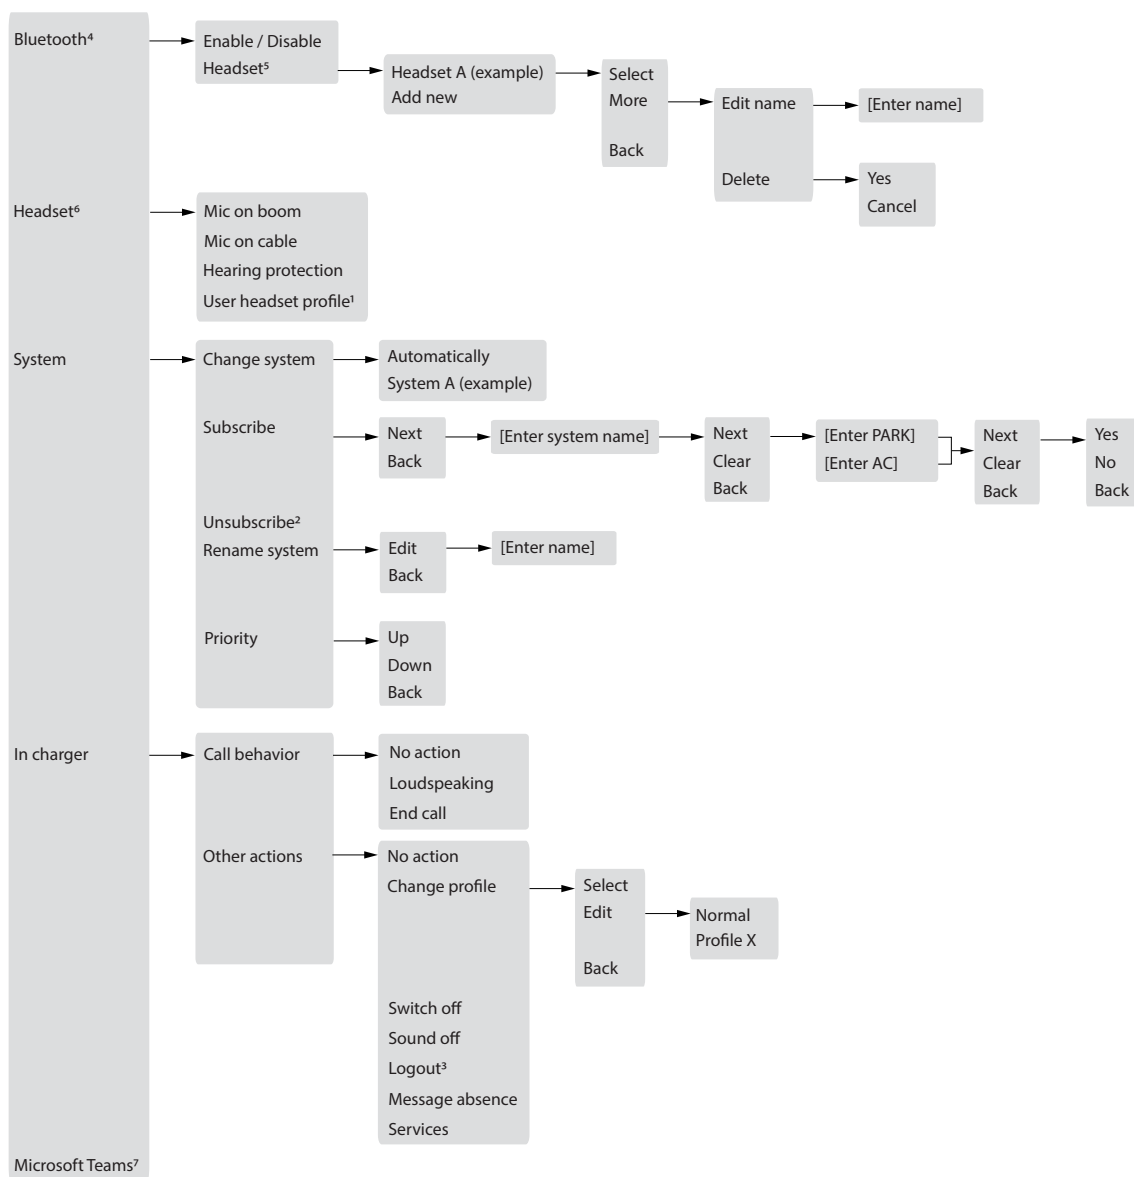 Bluetooth⁴
Enable / Disable
Headset⁵
Headset A (example)
Add new
Select
More
Back
Edit name
Delete
[Enter name]
Yes
Cancel
Headset⁶
Mic on boom
Mic on cable
Hearing protection
User headset profile¹
System
Change system
Automatically
System A (example)
Subscribe
Next
Back
[Enter system name]
Next
Clear
Back
[Enter PARK]
[Enter AC]
Next
Clear
Back
Yes
No
Back
Unsubscribe²
Rename system
Edit
Back
[Enter name]
Priority
Up
Down
Back
In charger
Call behavior
No action
Loudspeaking
End call
Other actions
No action
Change profile
Select
Edit
Back
Normal
Profile X
Switch off
Sound off
Logout³
Message absence
Services
Microsoft Teams⁷